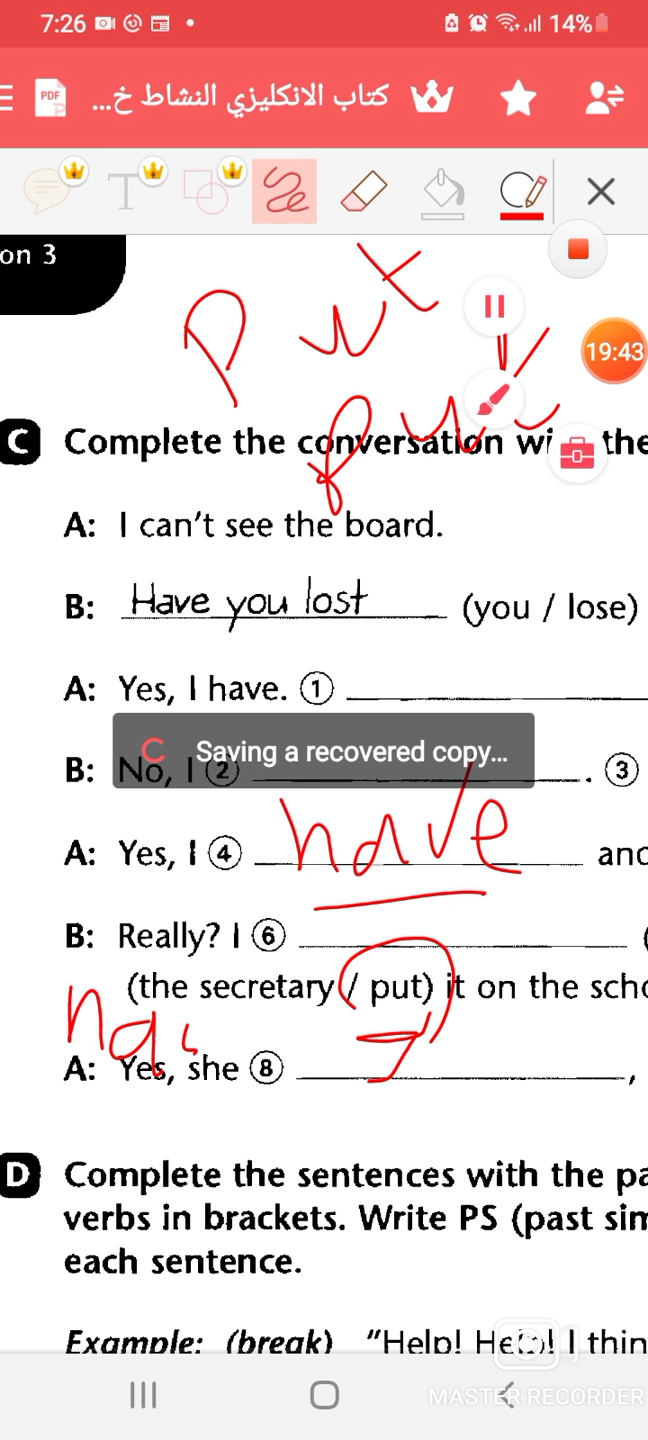 7:26 14%
PDF كتاب الانكليزي النشاط خ...
T
on 3
put
19:43
put
C Complete the conversation wi the
A: I can't see the board.
B: Have you lost (you / lose)
A: Yes, I have. ①
Saving a recovered copy...
B: No, I ② . ③
have
A: Yes, I ④ and
B: Really? I ⑥ (
(the secretary / put) it on the scho
has
A: Yes, she ⑧ ,
D Complete the sentences with the pa
verbs in brackets. Write PS (past sim
each sentence.
Example: (break) "Help! Help! I thin
MASTER RECORDER